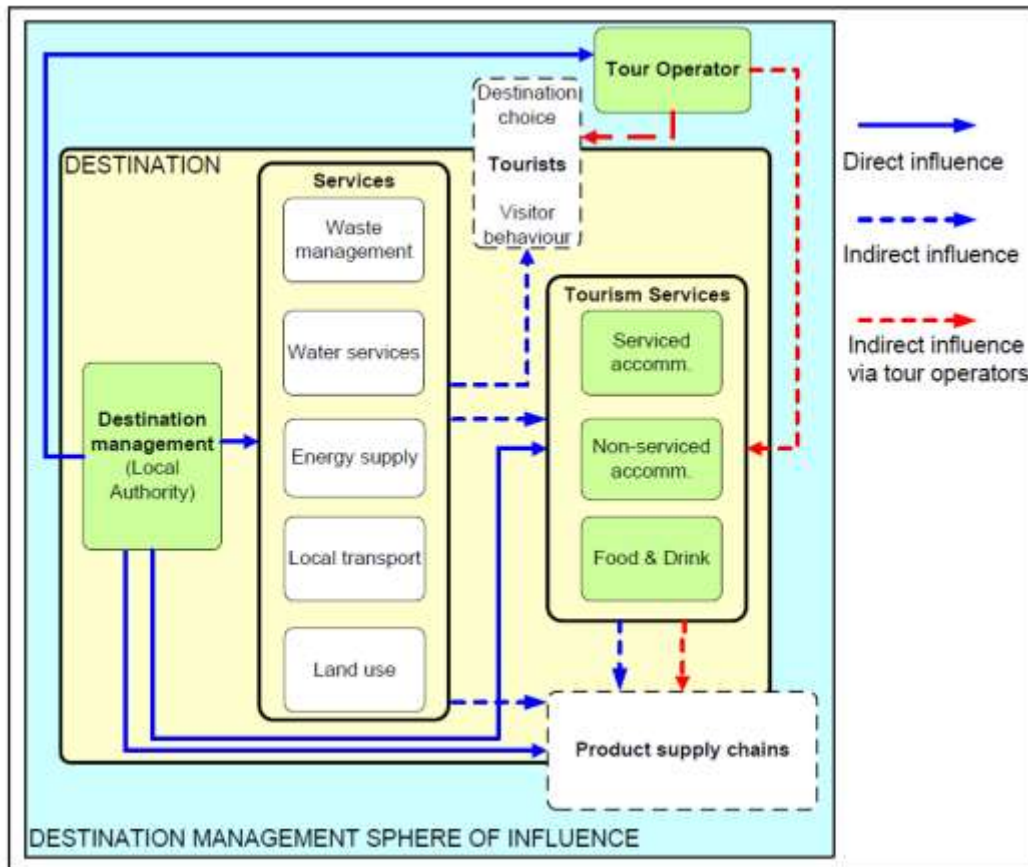 Tour Operator
Destination
choice
Tourists
Visitor
behaviour
DESTINATION
Services
Waste
management
Water services
Energy supply
Local transport
Land use
Destination
management
(Local
Authority)
Tourism Services
Serviced
accomm.
Non-serviced
accomm.
Food & Drink
Product supply chains
DESTINATION MANAGEMENT SPHERE OF INFLUENCE
Direct influence
Indirect influence
Indirect influence
via tour operators